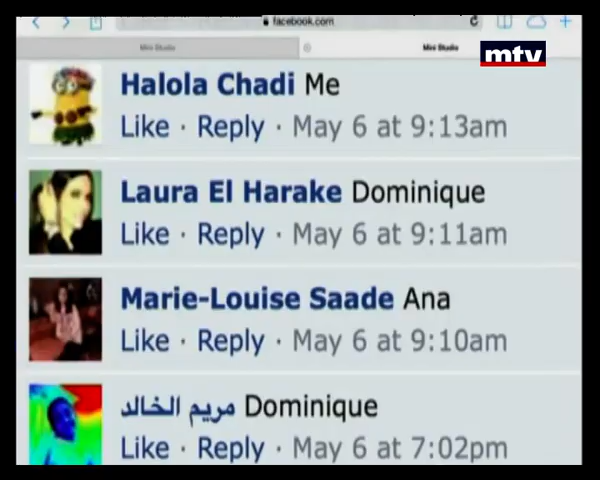 facebook.com
Mini Studio
Mini Studio
mtv
Halola Chadi Me
Like · Reply · May 6 at 9:13am
Laura El Harake Dominique
Like · Reply · May 6 at 9:11am
Marie-Louise Saade Ana
Like · Reply · May 6 at 9:10am
مريم الخالد Dominique
Like · Reply · May 6 at 7:02pm